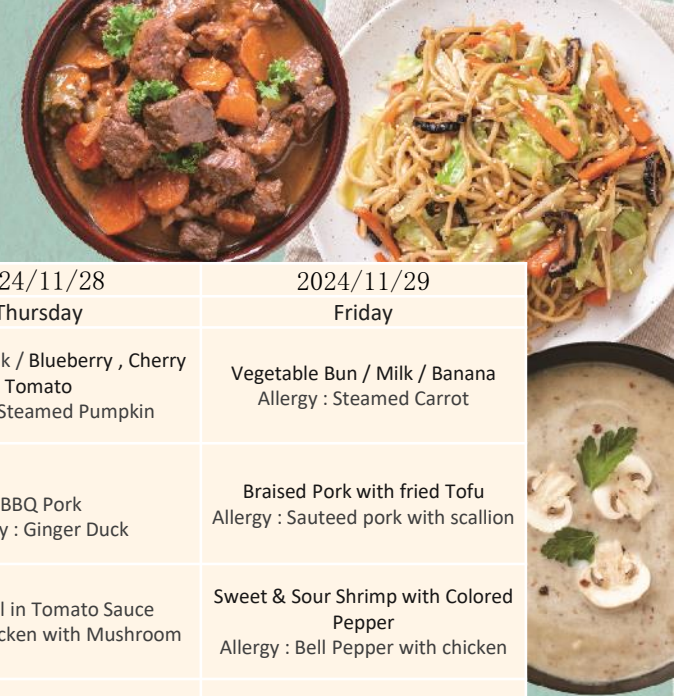 24/11/28
2024/11/29
Thursday
Friday
/ Blueberry , Cherry
Tomato
Steamed Pumpkin
Vegetable Bun / Milk / Banana
Allergy : Steamed Carrot
BBQ Pork
: Ginger Duck
Braised Pork with fried Tofu
Allergy : Sauteed pork with scallion
in Tomato Sauce
with Mushroom
Sweet & Sour Shrimp with Colored
Pepper
Allergy : Bell Pepper with chicken